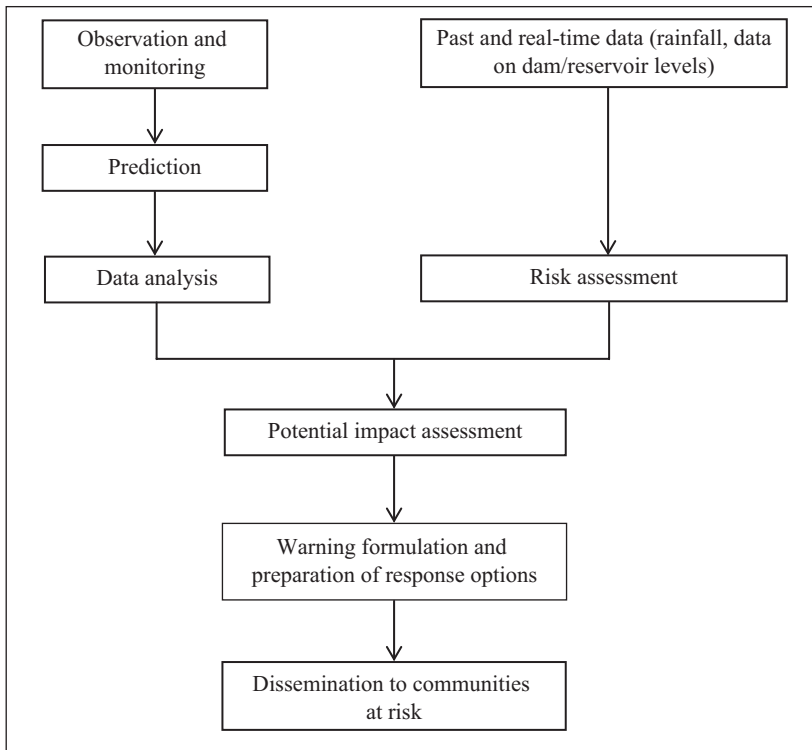 Observation and
monitoring
Past and real-time data (rainfall, data
on dam/reservoir levels)
Prediction
Data analysis
Risk assessment
Potential impact assessment
Warning formulation and
preparation of response options
Dissemination to communities
at risk